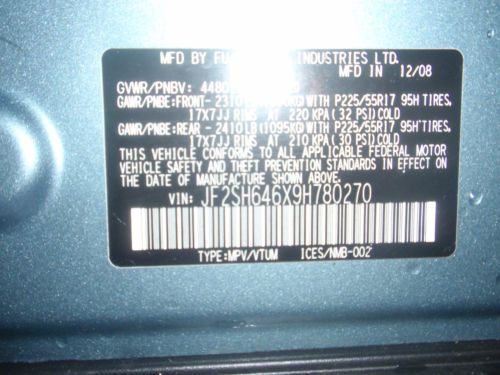 MFD BY INDUSTRIES LTD.
MFD IN 12/08
GVWR/PNBV:
GAWR/PNBE:FRONT- WITH P225/55R17 95H TIRES,
17X7JJ RIMS, AT 220 KPA( 32 PSI)COLD
GAWR/PNBE:REAR - 2410LB(1095KG)WITH P225/55R17 95H TIRES,
17X7JJ RIMS, AT 210 KPA( 30 PSI)COLD
THIS VEHICLE CONFORMS TO ALL APPLICABLE FEDERAL MOTOR
VEHICLE SAFETY AND THEFT PREVENTION STANDARDS IN EFFECT ON
THE DATE OF MANUFACTURE SHOWN ABOVE.
VIN: JF2SH646X9H780270
TYPE:MPV/VTUM ICES/NMB-002